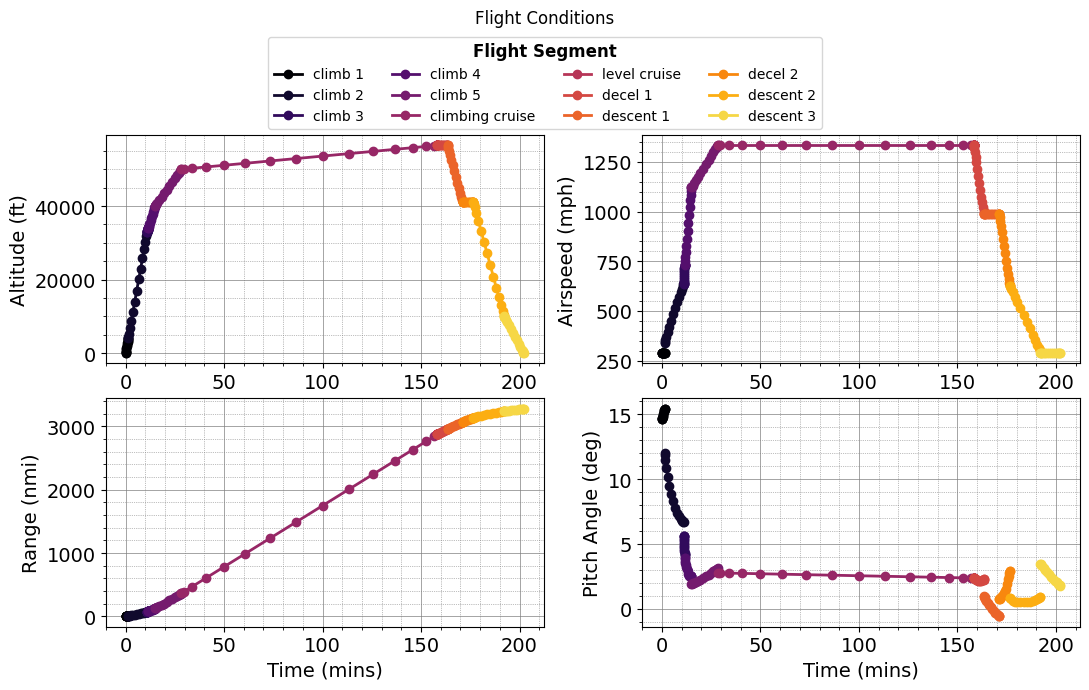 Flight Conditions
Flight Segment
climb 1 climb 4 level cruise decel 2
climb 2 climb 5 decel 1 descent 2
climb 3 climbing cruise descent 1 descent 3
Altitude (ft)
40000
20000
0
0 50 100 150 200
Airspeed (mph)
1250
1000
750
500
250
0 50 100 150 200
Range (nmi)
3000
2000
1000
0
0 50 100 150 200
Time (mins)
Pitch Angle (deg)
15
10
5
0
0 50 100 150 200
Time (mins)